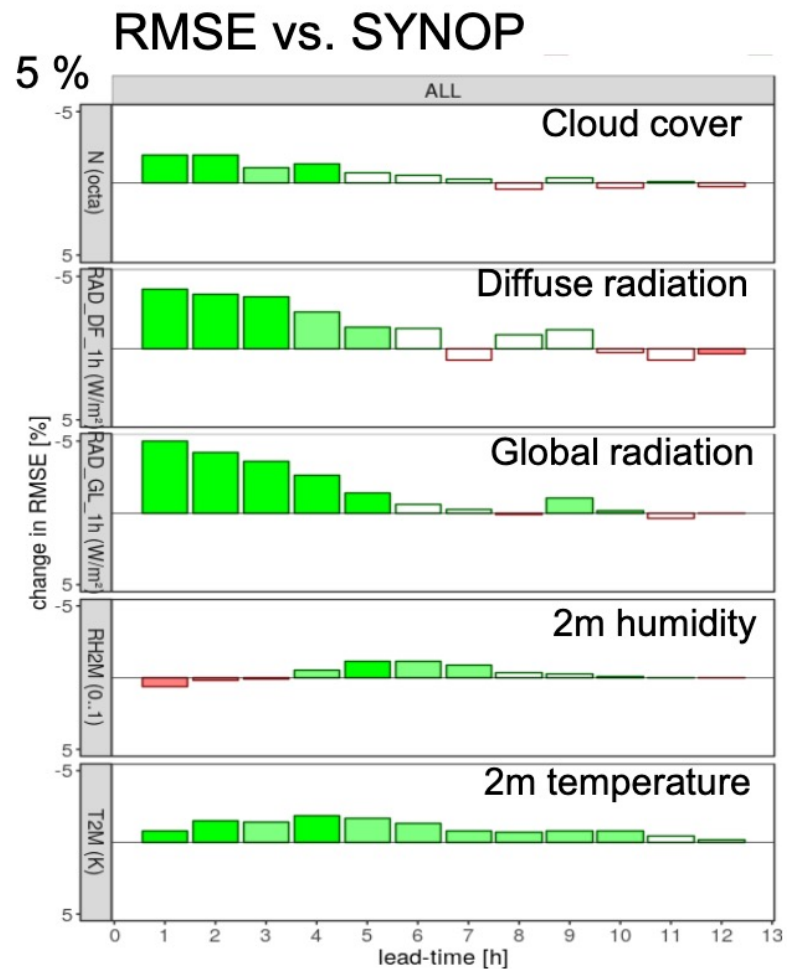 RMSE vs. SYNOP
5 %
ALL
-5
5
N (octa)
Cloud cover
-5
5
RAD_DF_1h (W/m²)
Diffuse radiation
-5
5
RAD_GL_1h (W/m²)
Global radiation
-5
5
RH2M (0..1)
2m humidity
-5
5
T2M (K)
2m temperature
change in RMSE [%]
0 1 2 3 4 5 6 7 8 9 10 11 12 13
lead-time [h]